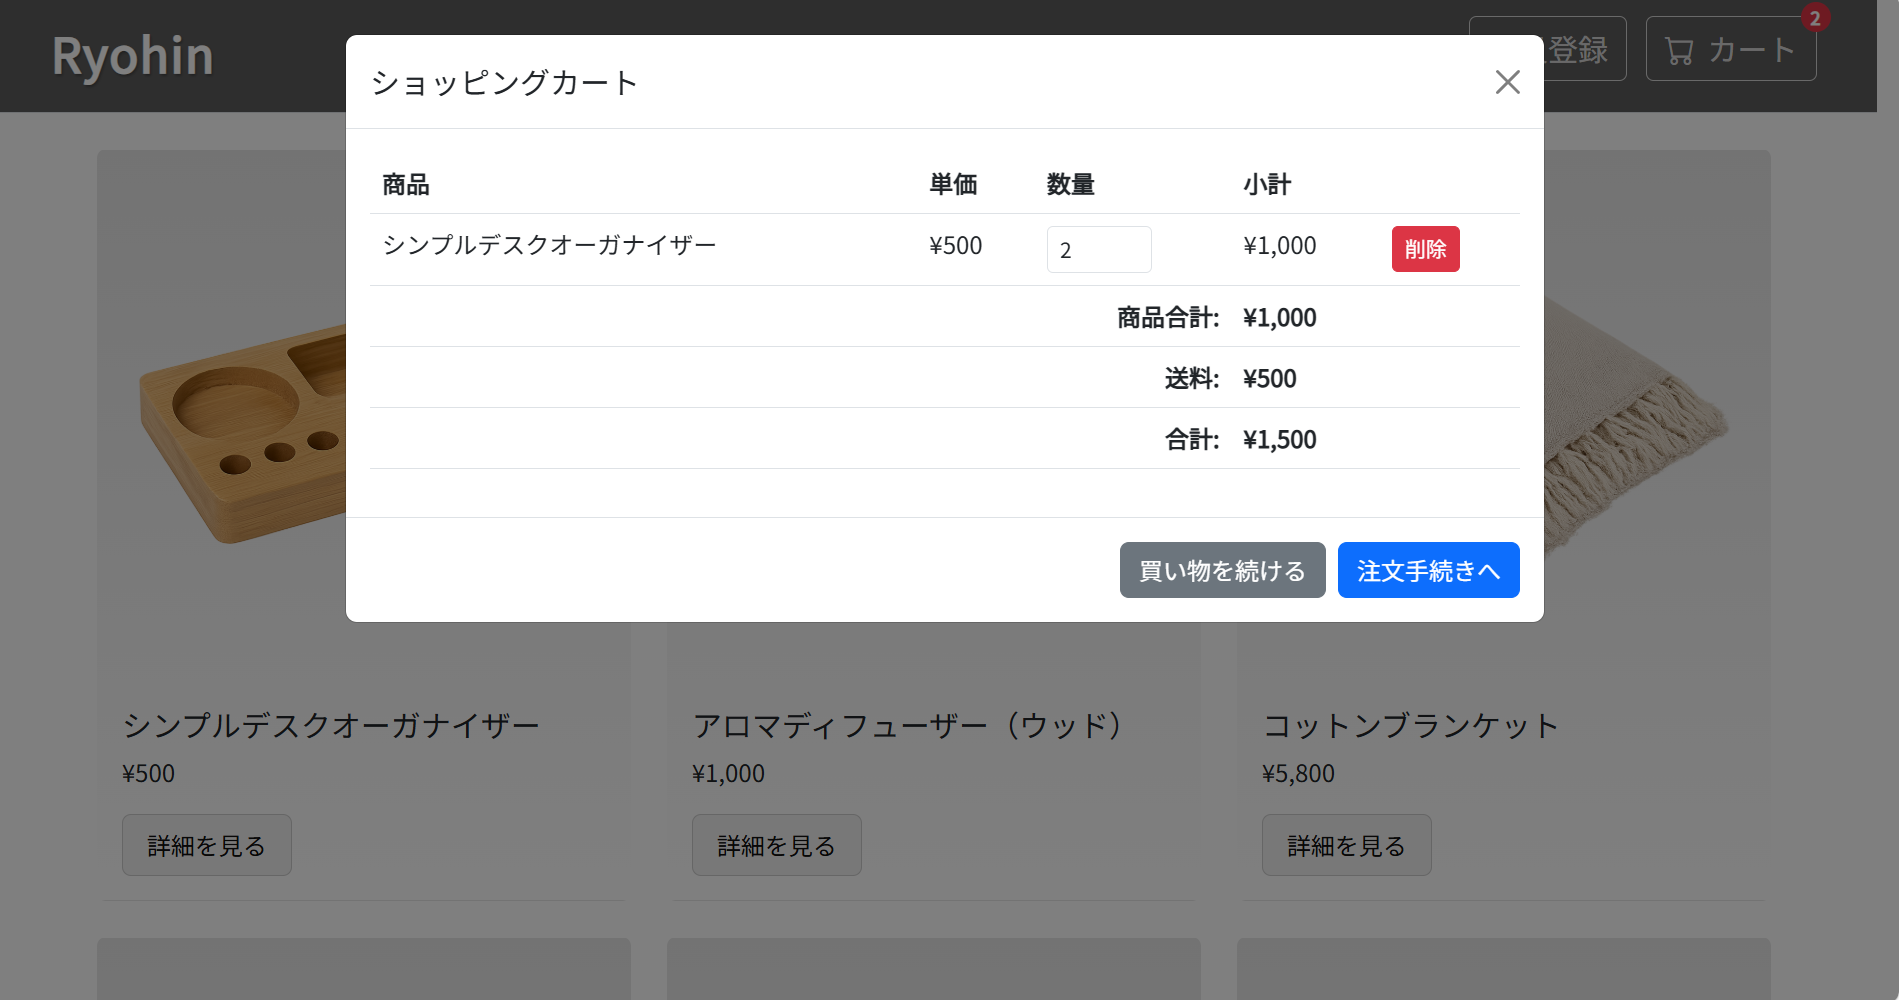 Ryohin
登録
カート
2
ショッピングカート
商品 単価 数量 小計
シンプルデスクオーガナイザー ¥500 2 ¥1,000 削除
商品合計: ¥1,000
送料: ¥500
合計: ¥1,500
買い物を続ける 注文手続きへ
シンプルデスクオーガナイザー
¥500
詳細を見る
アロマディフューザー（ウッド）
¥1,000
詳細を見る
コットンブランケット
¥5,800
詳細を見る